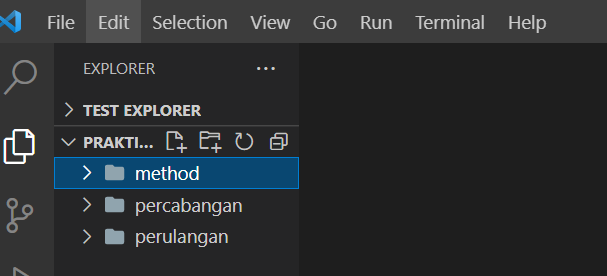 File Edit Selection View Go Run Terminal Help
EXPLORER
TEST EXPLORER
PRAKTI...
method
percabangan
perulangan